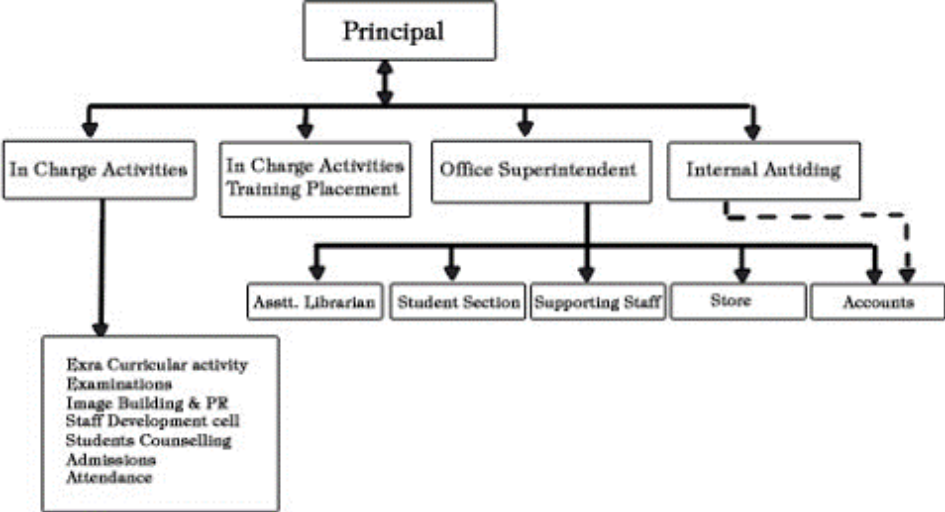 Principal
In Charge Activities
In Charge Activities
Training Placement
Office Superintendent
Internal Autiding
Asstt. Librarian
Student Section
Supporting Staff
Store
Accounts
Exra Curricular activity
Examinations
Image Building & PR
Staff Development cell
Students Counselling
Admissions
Attendance